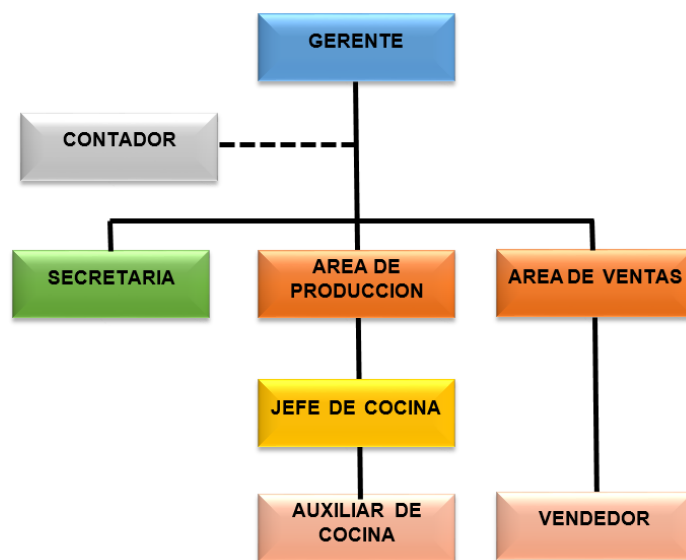 GERENTE
CONTADOR
SECRETARIA
AREA DE
PRODUCCION
AREA DE VENTAS
JEFE DE COCINA
AUXILIAR DE
COCINA
VENDEDOR